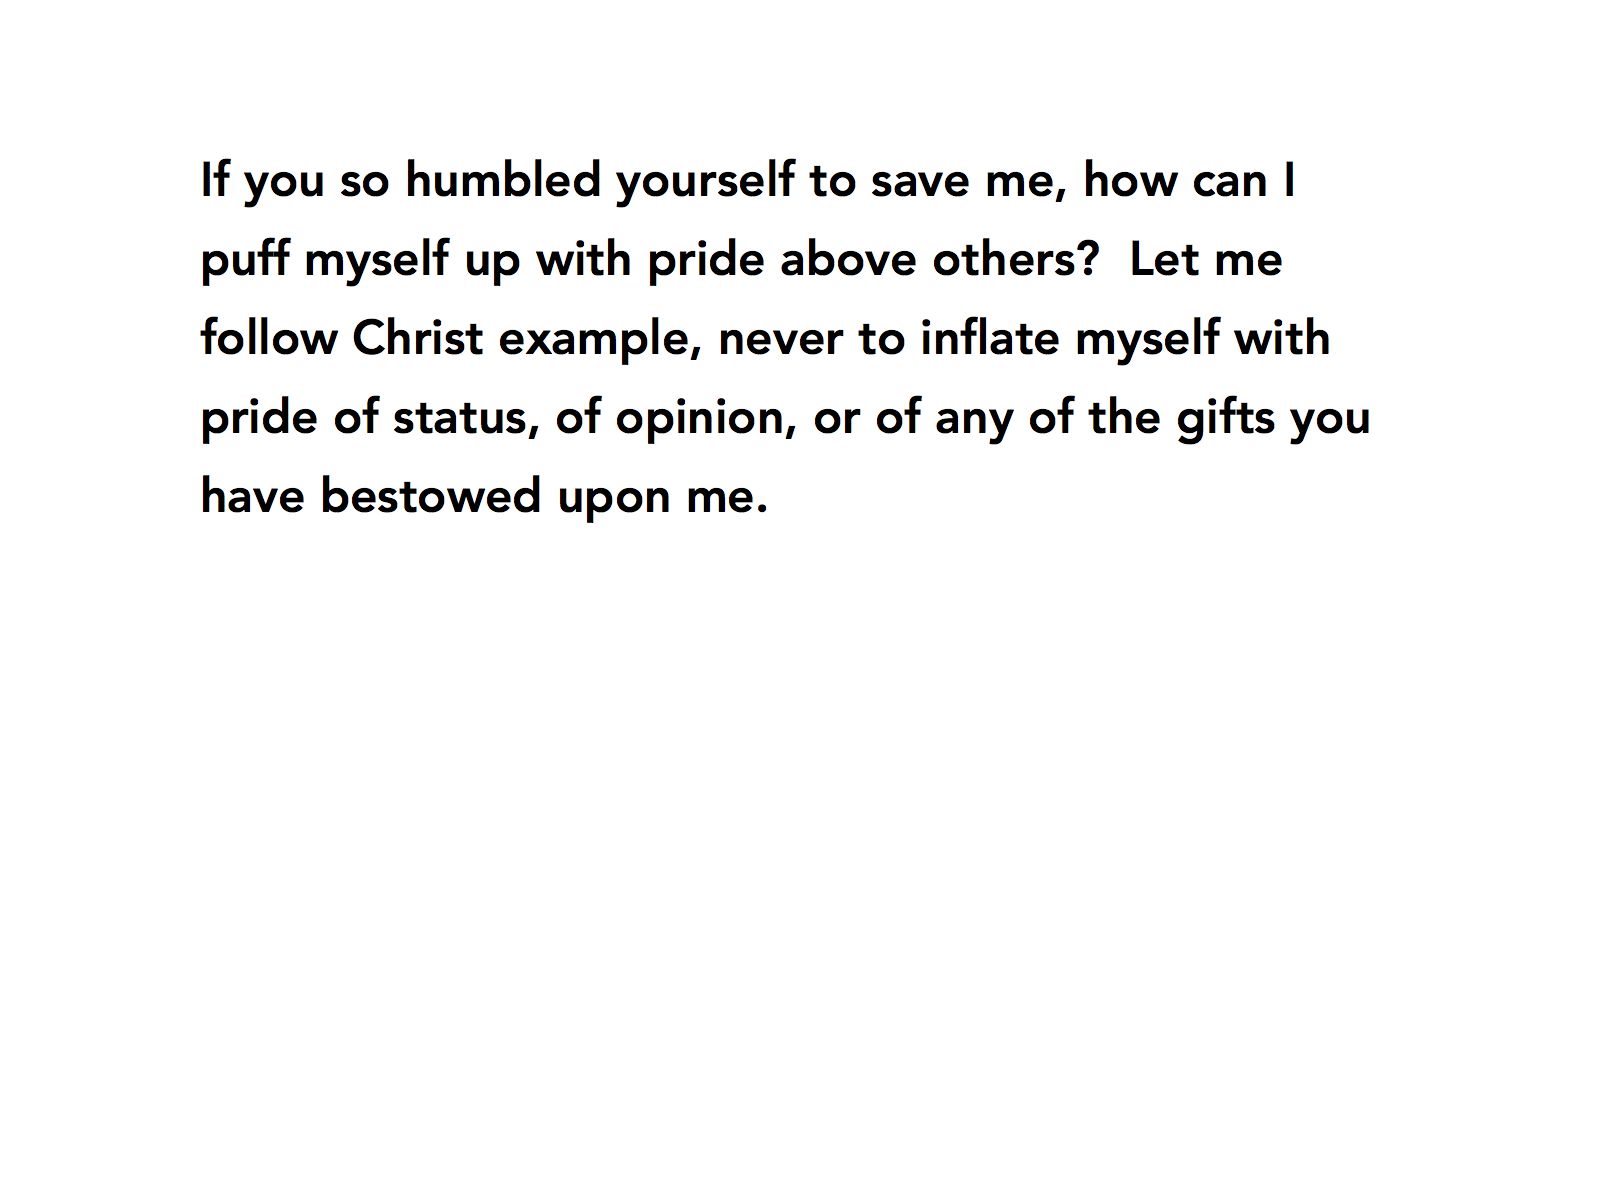 If you so humbled yourself to save me, how can I
puff myself up with pride above others?  Let me
follow Christ example, never to inflate myself with
pride of status, of opinion, or of any of the gifts you
have bestowed upon me.